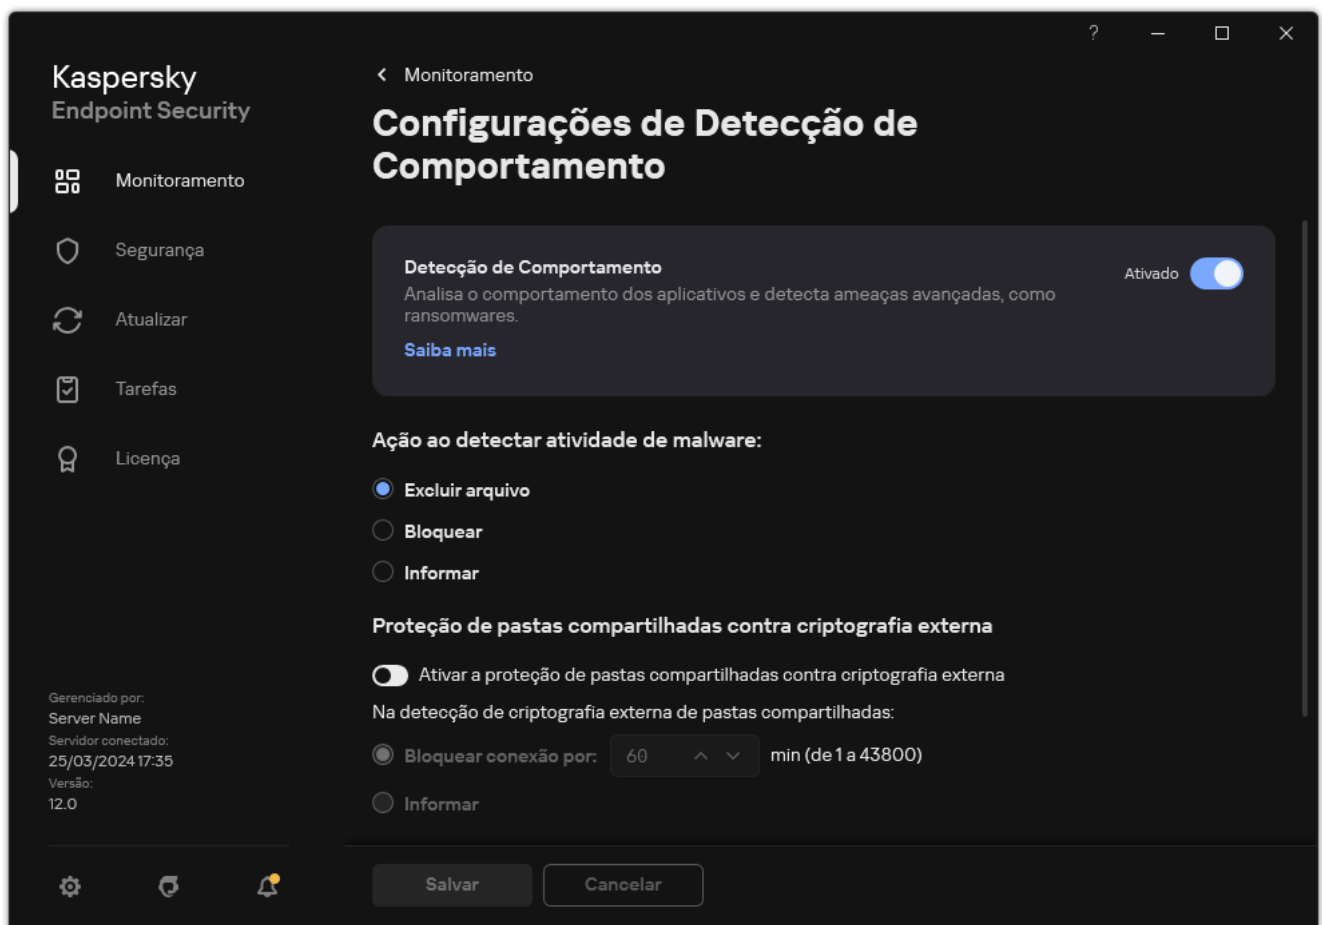 ?
Kaspersky
Endpoint Security
Monitoramento
Segurança
Atualizar
Tarefas
Licença
Gerenciado por:
Server Name
Servidor conectado:
25/03/2024 17:35
Versão:
12.0
Monitoramento
Configurações de Detecção de
Comportamento
Detecção de Comportamento
Analisa o comportamento dos aplicativos e detecta ameaças avançadas, como
ransomwares.
Saiba mais
Ativado
Ação ao detectar atividade de malware:
Excluir arquivo
Bloquear
Informar
Proteção de pastas compartilhadas contra criptografia externa
Ativar a proteção de pastas compartilhadas contra criptografia externa
Na detecção de criptografia externa de pastas compartilhadas:
Bloquear conexão por: 60 min (de 1 a 43800)
Informar
Salvar Cancelar